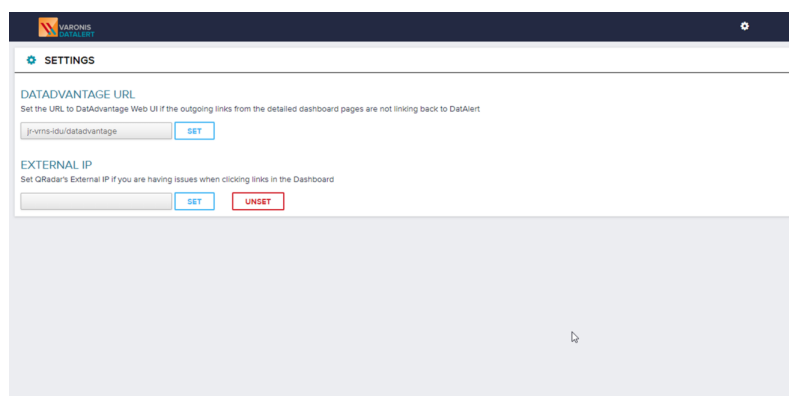 VARONIS
DATALERT
SETTINGS
DATADVANTAGE URL
Set the URL to DatAdvantage Web UI if the outgoing links from the detailed dashboard pages are not linking back to DatAlert
jr-vrns-idu/datadvantage SET
EXTERNAL IP
Set QRadar's External IP if you are having issues when clicking links in the Dashboard
SET UNSET